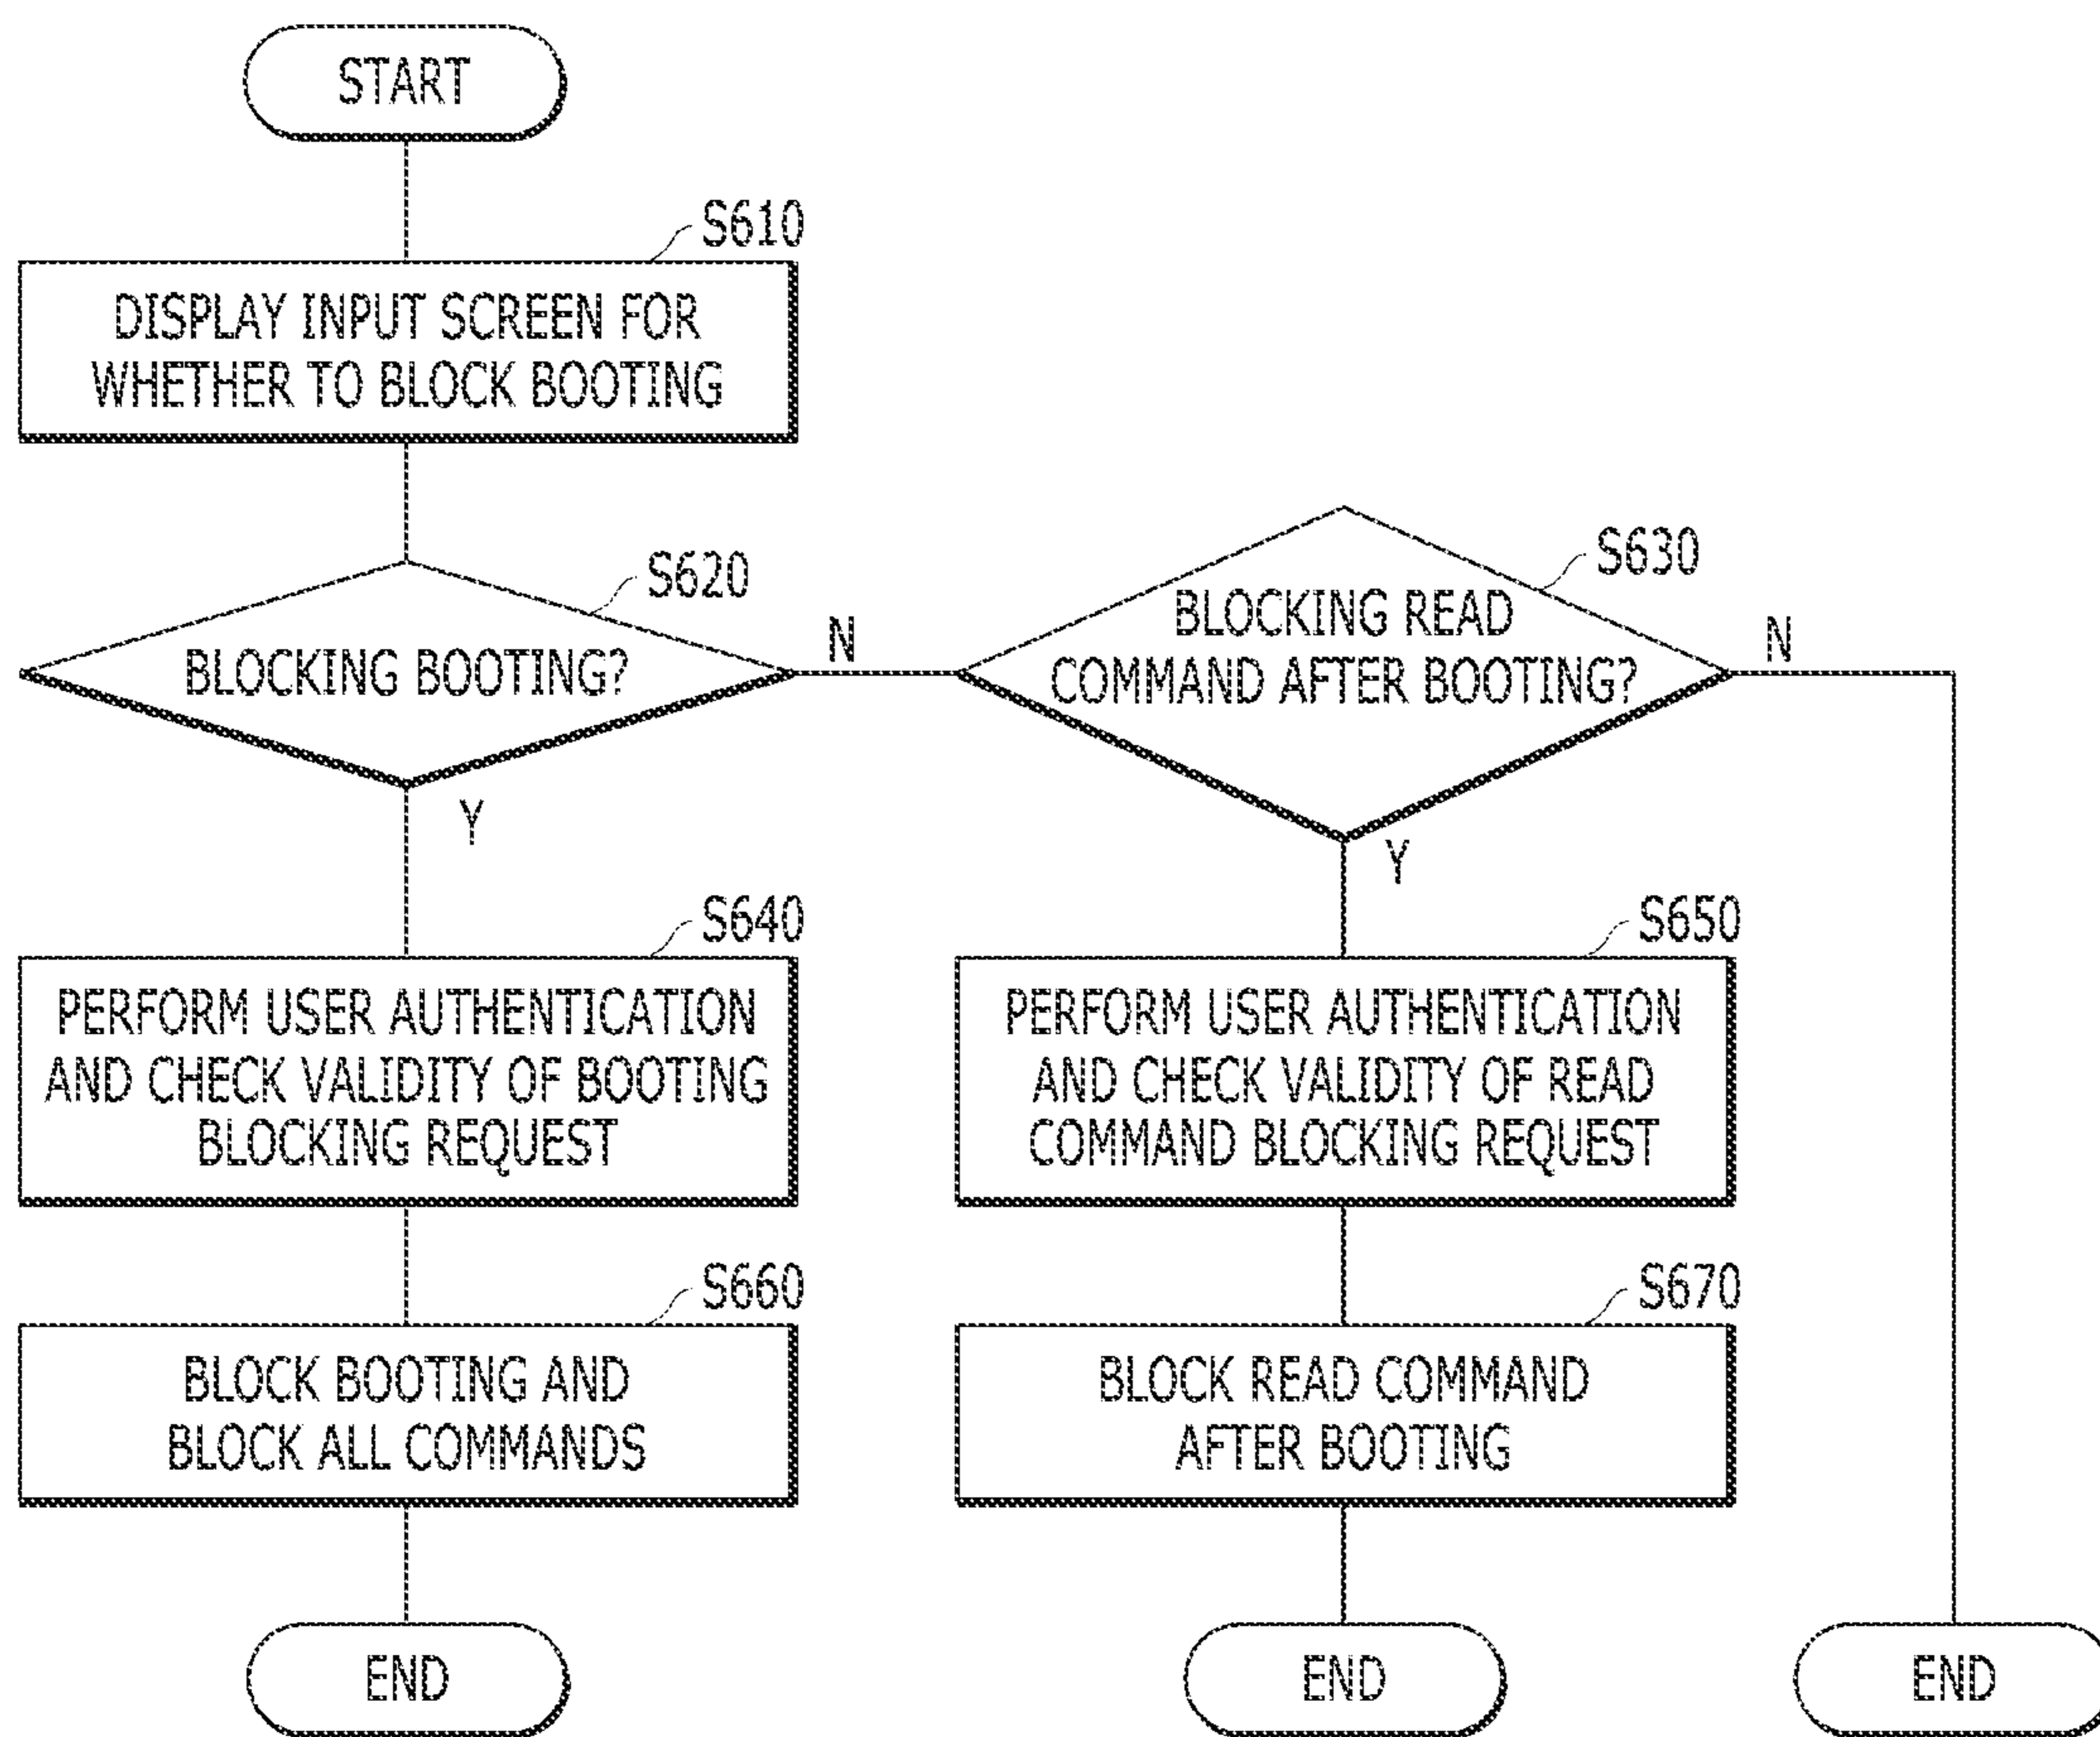 START
S610
DISPLAY INPUT SCREEN FOR
WHETHER TO BLOCK BOOTING
S620
BLOCKING BOOTING?
N
Y
S630
BLOCKING READ
COMMAND AFTER BOOTING?
N
Y
S640
PERFORM USER AUTHENTICATION
AND CHECK VALIDITY OF BOOTING
BLOCKING REQUEST
S650
PERFORM USER AUTHENTICATION
AND CHECK VALIDITY OF READ
COMMAND BLOCKING REQUEST
S660
BLOCK BOOTING AND
BLOCK ALL COMMANDS
S670
BLOCK READ COMMAND
AFTER BOOTING
END
END
END